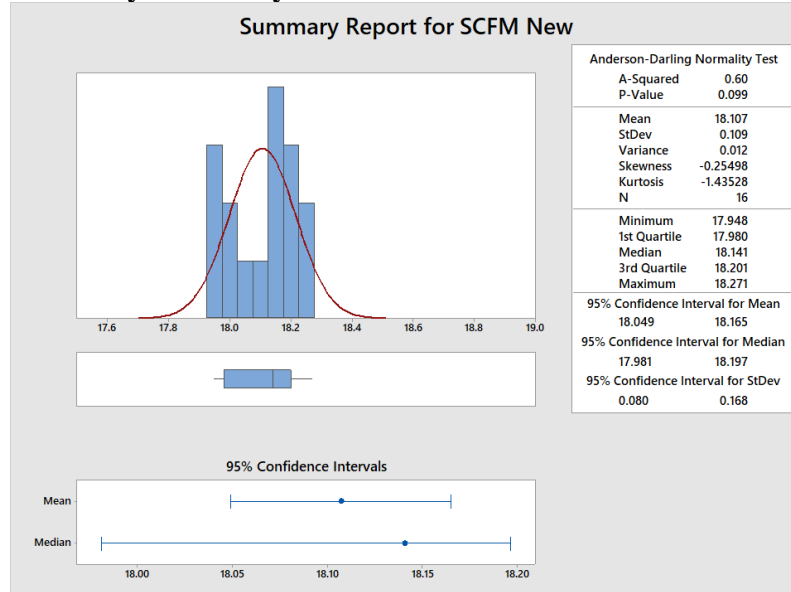 Summary Report for SCFM New
Anderson-Darling Normality Test
A-Squared 0.60
P-Value 0.099
Mean 18.107
StDev 0.109
Variance 0.012
Skewness -0.25498
Kurtosis -1.43528
N 16
Minimum 17.948
1st Quartile 17.980
Median 18.141
3rd Quartile 18.201
Maximum 18.271
95% Confidence Interval for Mean
18.049 18.165
95% Confidence Interval for Median
17.981 18.197
95% Confidence Interval for StDev
0.080 0.168
17.6 17.8 18.0 18.2 18.4 18.6 18.8 19.0
95% Confidence Intervals
Mean
Median
18.00 18.05 18.10 18.15 18.20